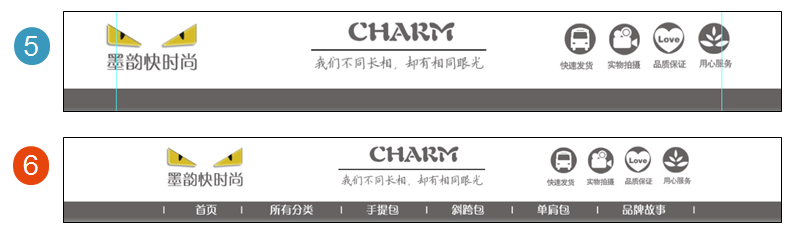 5
CHARM
墨韵快时尚
我们不同长相，却有相同眼光
Love
快速发货 实物拍摄 品质保证 用心服务
6
CHARM
墨韵快时尚
我们不同长相，却有相同眼光
Love
快速发货 实物拍摄 品质保证 用心服务
首页 | 所有分类 | 手提包 | 斜跨包 | 单肩包 | 品牌故事